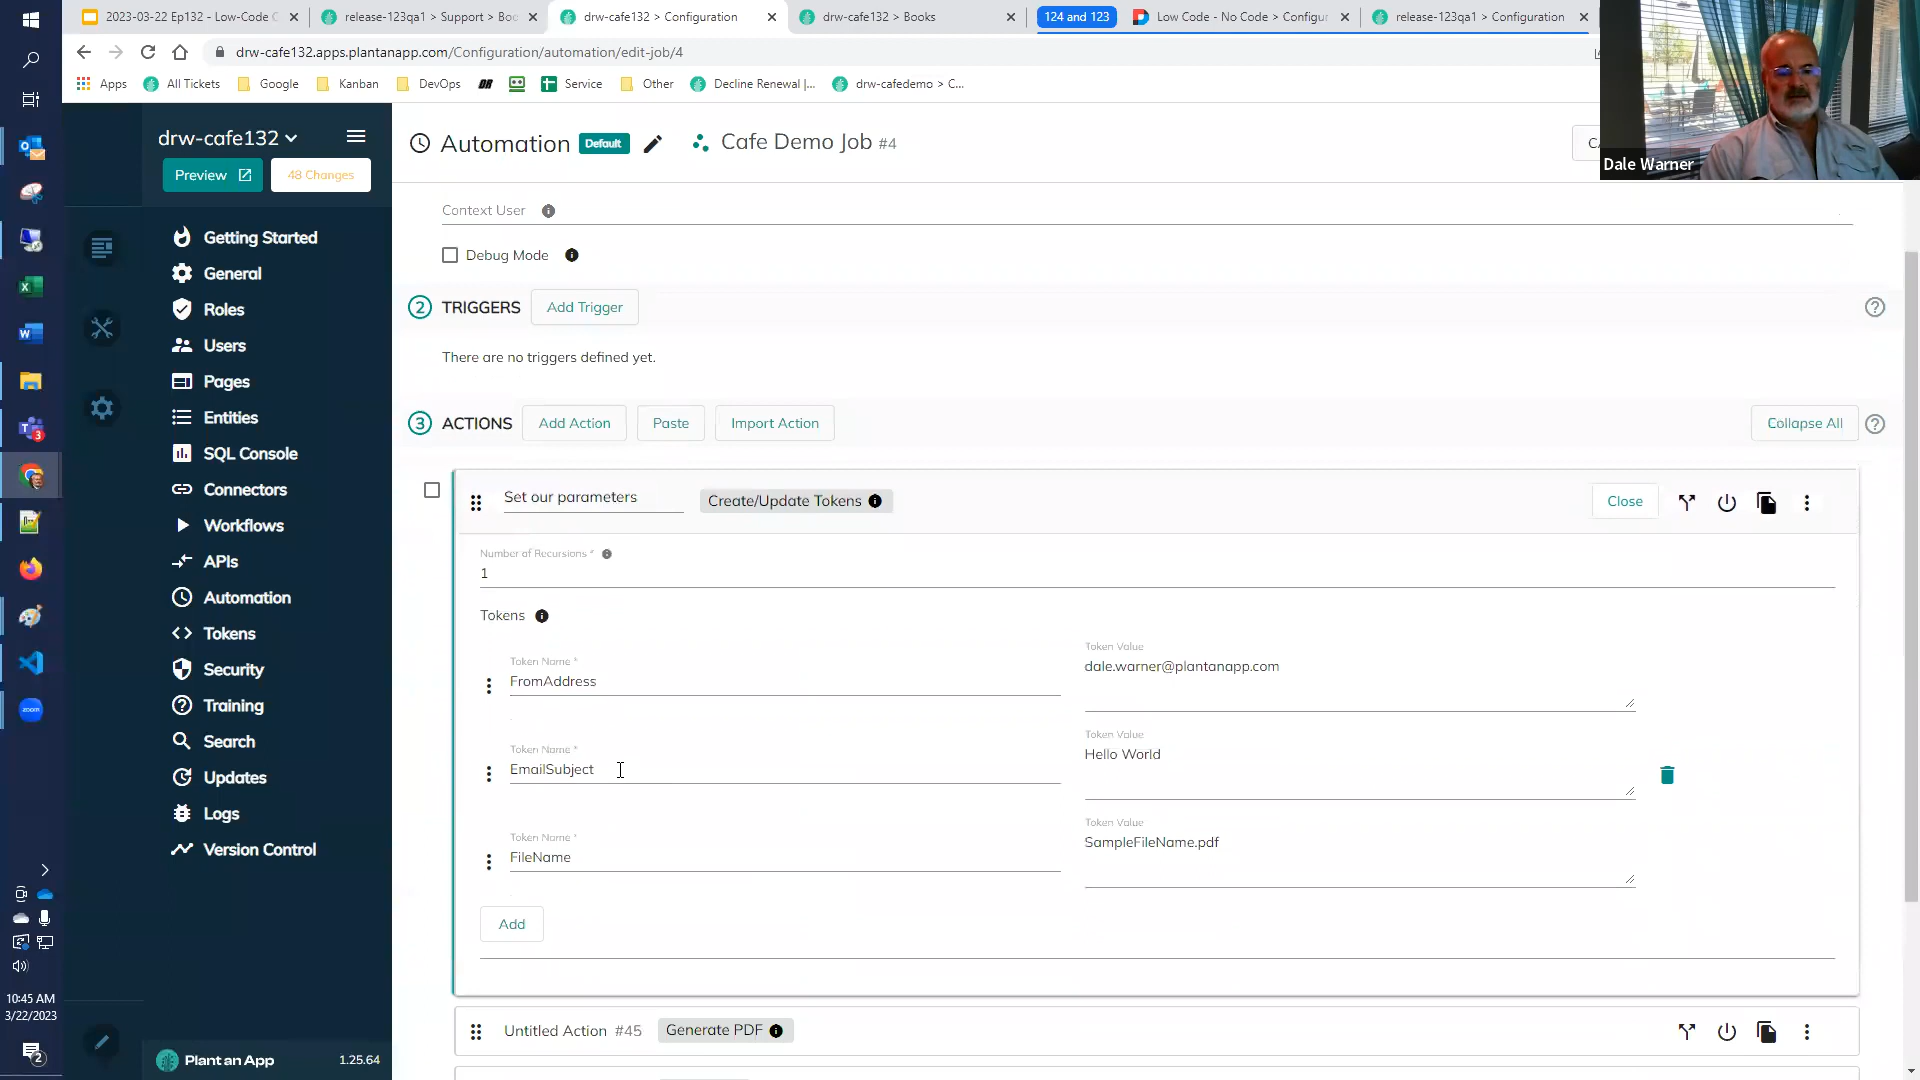 2023-03-22 Ep132 - Low-Code C
release-123qa1 > Support > Boo
drw-cafe132 > Configuration
drw-cafe132 > Books
124 and 123
Low Code - No Code > Configur
release-123qa1 > Configuration
drw-cafe132.apps.plantanapp.com/Configuration/automation/edit-job/4
Apps
All Tickets
Google
Kanban
DevOps
Service
Other
Decline Renewal |...
drw-cafedemo > C...
drw-cafe132
Automation Default
Cafe Demo Job #4
CA
Dale Warner
Preview
48 Changes
Context User
Debug Mode
Getting Started
General
Roles
Users
Pages
Entities
SQL Console
Connectors
Workflows
APIs
Automation
Tokens
Security
Training
Search
Updates
Logs
Version Control
2 TRIGGERS Add Trigger
There are no triggers defined yet.
3 ACTIONS Add Action Paste Import Action Collapse All
Set our parameters Create/Update Tokens Close
Number of Recursions *
1
Tokens
Token Name *
FromAddress
Token Value
dale.warner@plantanapp.com
Token Name *
EmailSubject
Token Value
Hello World
Token Name *
FileName
Token Value
SampleFileName.pdf
Add
Untitled Action #45 Generate PDF
10:45 AM
3/22/2023
2
3
zoom
Plant an App 1.25.64